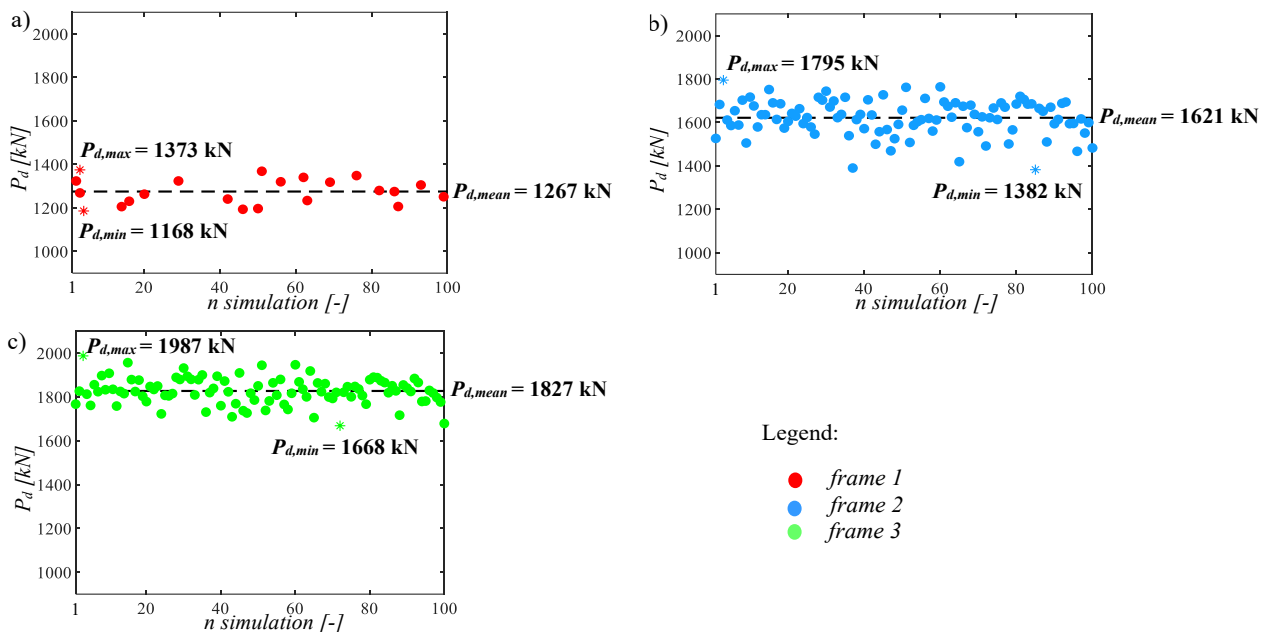 a)
2000
1800
1600
1400
1200
1000
P_d [kN]
P_d,max = 1373 kN
P_d,mean = 1267 kN
P_d,min = 1168 kN
1 20 40 60 80 100
n simulation [-]
b)
2000
1800
1600
1400
1200
1000
P_d [kN]
P_d,max = 1795 kN
P_d,mean = 1621 kN
P_d,min = 1382 kN
1 20 40 60 80 100
n simulation [-]
c)
2000
1800
1600
1400
1200
1000
P_d [kN]
P_d,max = 1987 kN
P_d,mean = 1827 kN
P_d,min = 1668 kN
1 20 40 60 80 100
n simulation [-]
Legend:
frame 1
frame 2
frame 3